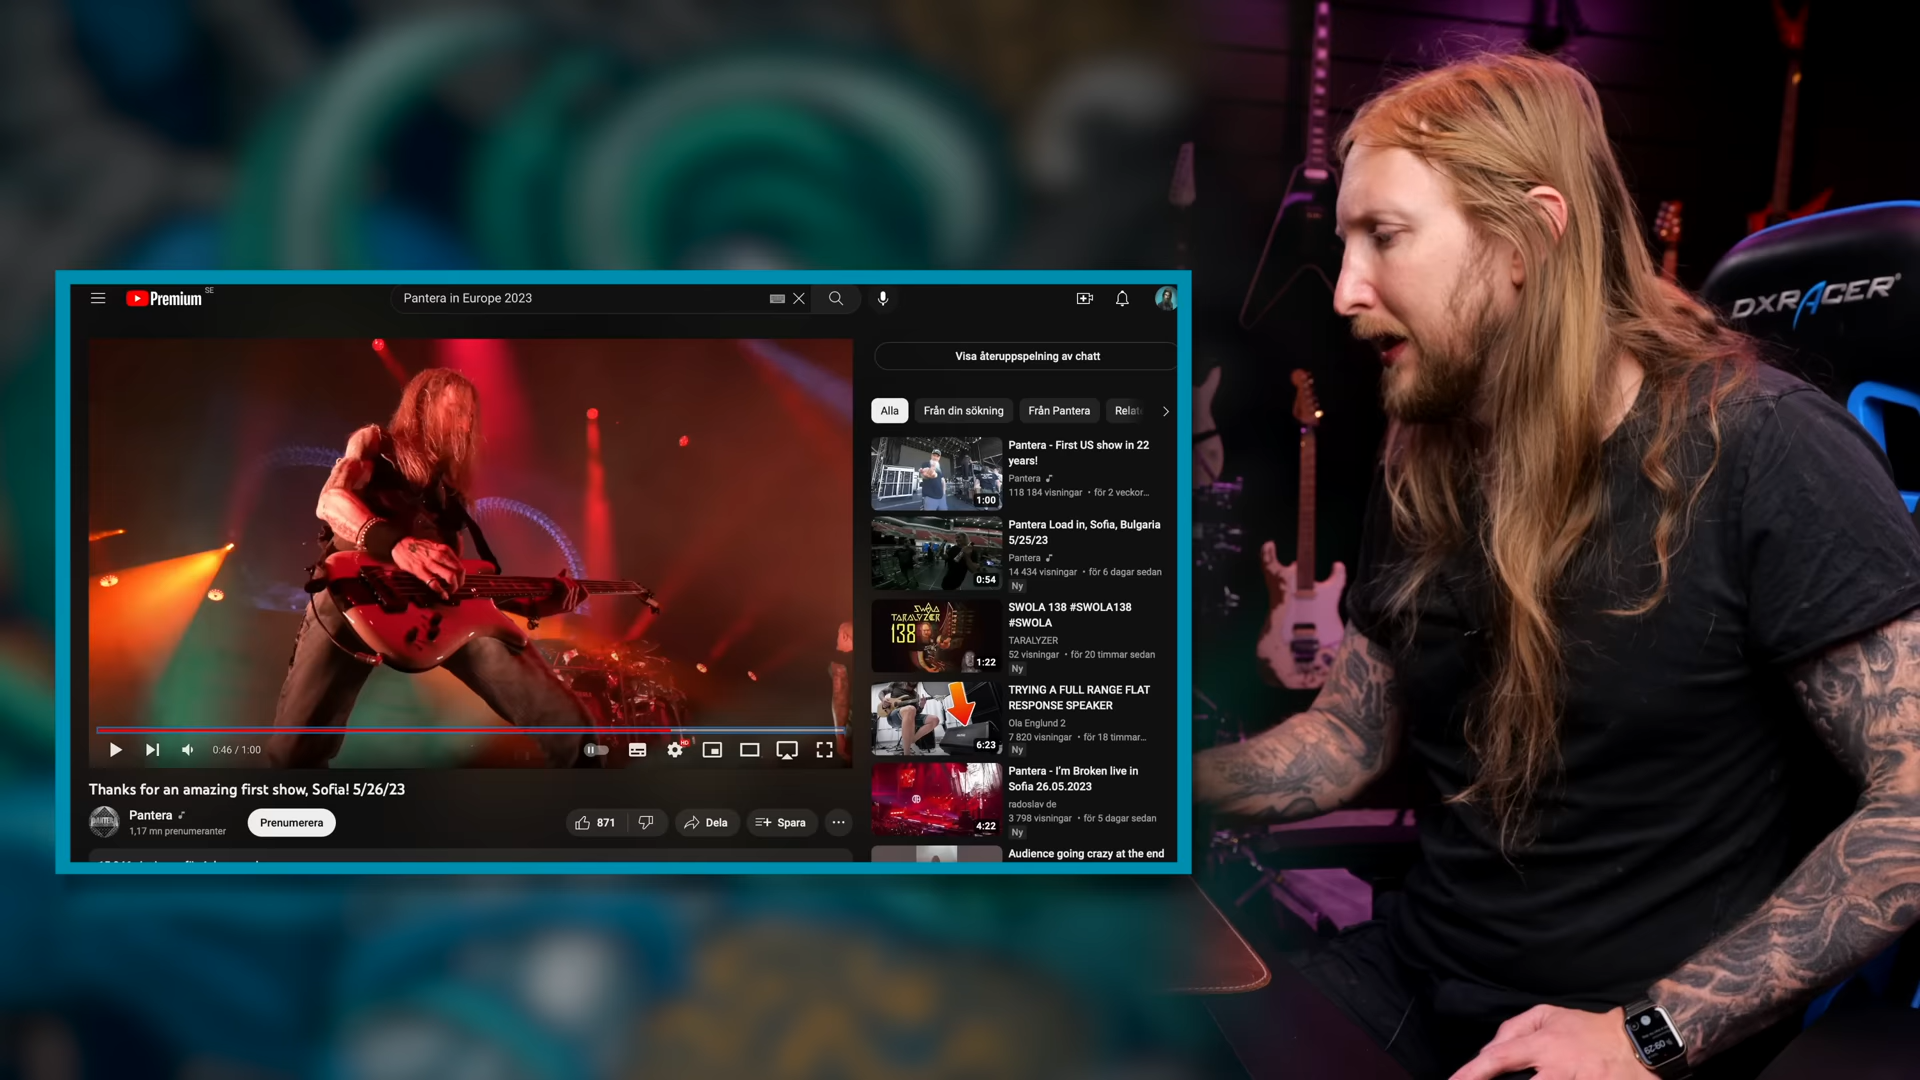 Premium SE
Pantera in Europe 2023
Visa återuppspelning av chatt
Alla
Från din sökning
Från Pantera
Pantera - First US show in 22
years!
Pantera
118 184 visningar • för 2 veckor...
1:00
Pantera Load in, Sofia, Bulgaria
5/25/23
Pantera
14 434 visningar • för 6 dagar sedan
Ny
0:54
SWOLA 138 #SWOLA138
#SWOLA
TARALYZER
52 visningar • för 20 timmar sedan
Ny
SWOLA
TARALYZER
138
1:22
TRYING A FULL RANGE FLAT
RESPONSE SPEAKER
Ola Englund 2
7 820 visningar • för 18 timmar...
Ny
6:23
Pantera - I'm Broken live in
Sofia 26.05.2023
radoslav de
3 798 visningar • för 5 dagar sedan
Ny
4:22
Audience going crazy at the end
0:46 / 1:00
HD
Thanks for an amazing first show, Sofia! 5/26/23
Pantera
1,17 mn prenumeranter
Prenumerera
871
Dela
Spara
DXRACER
09:29